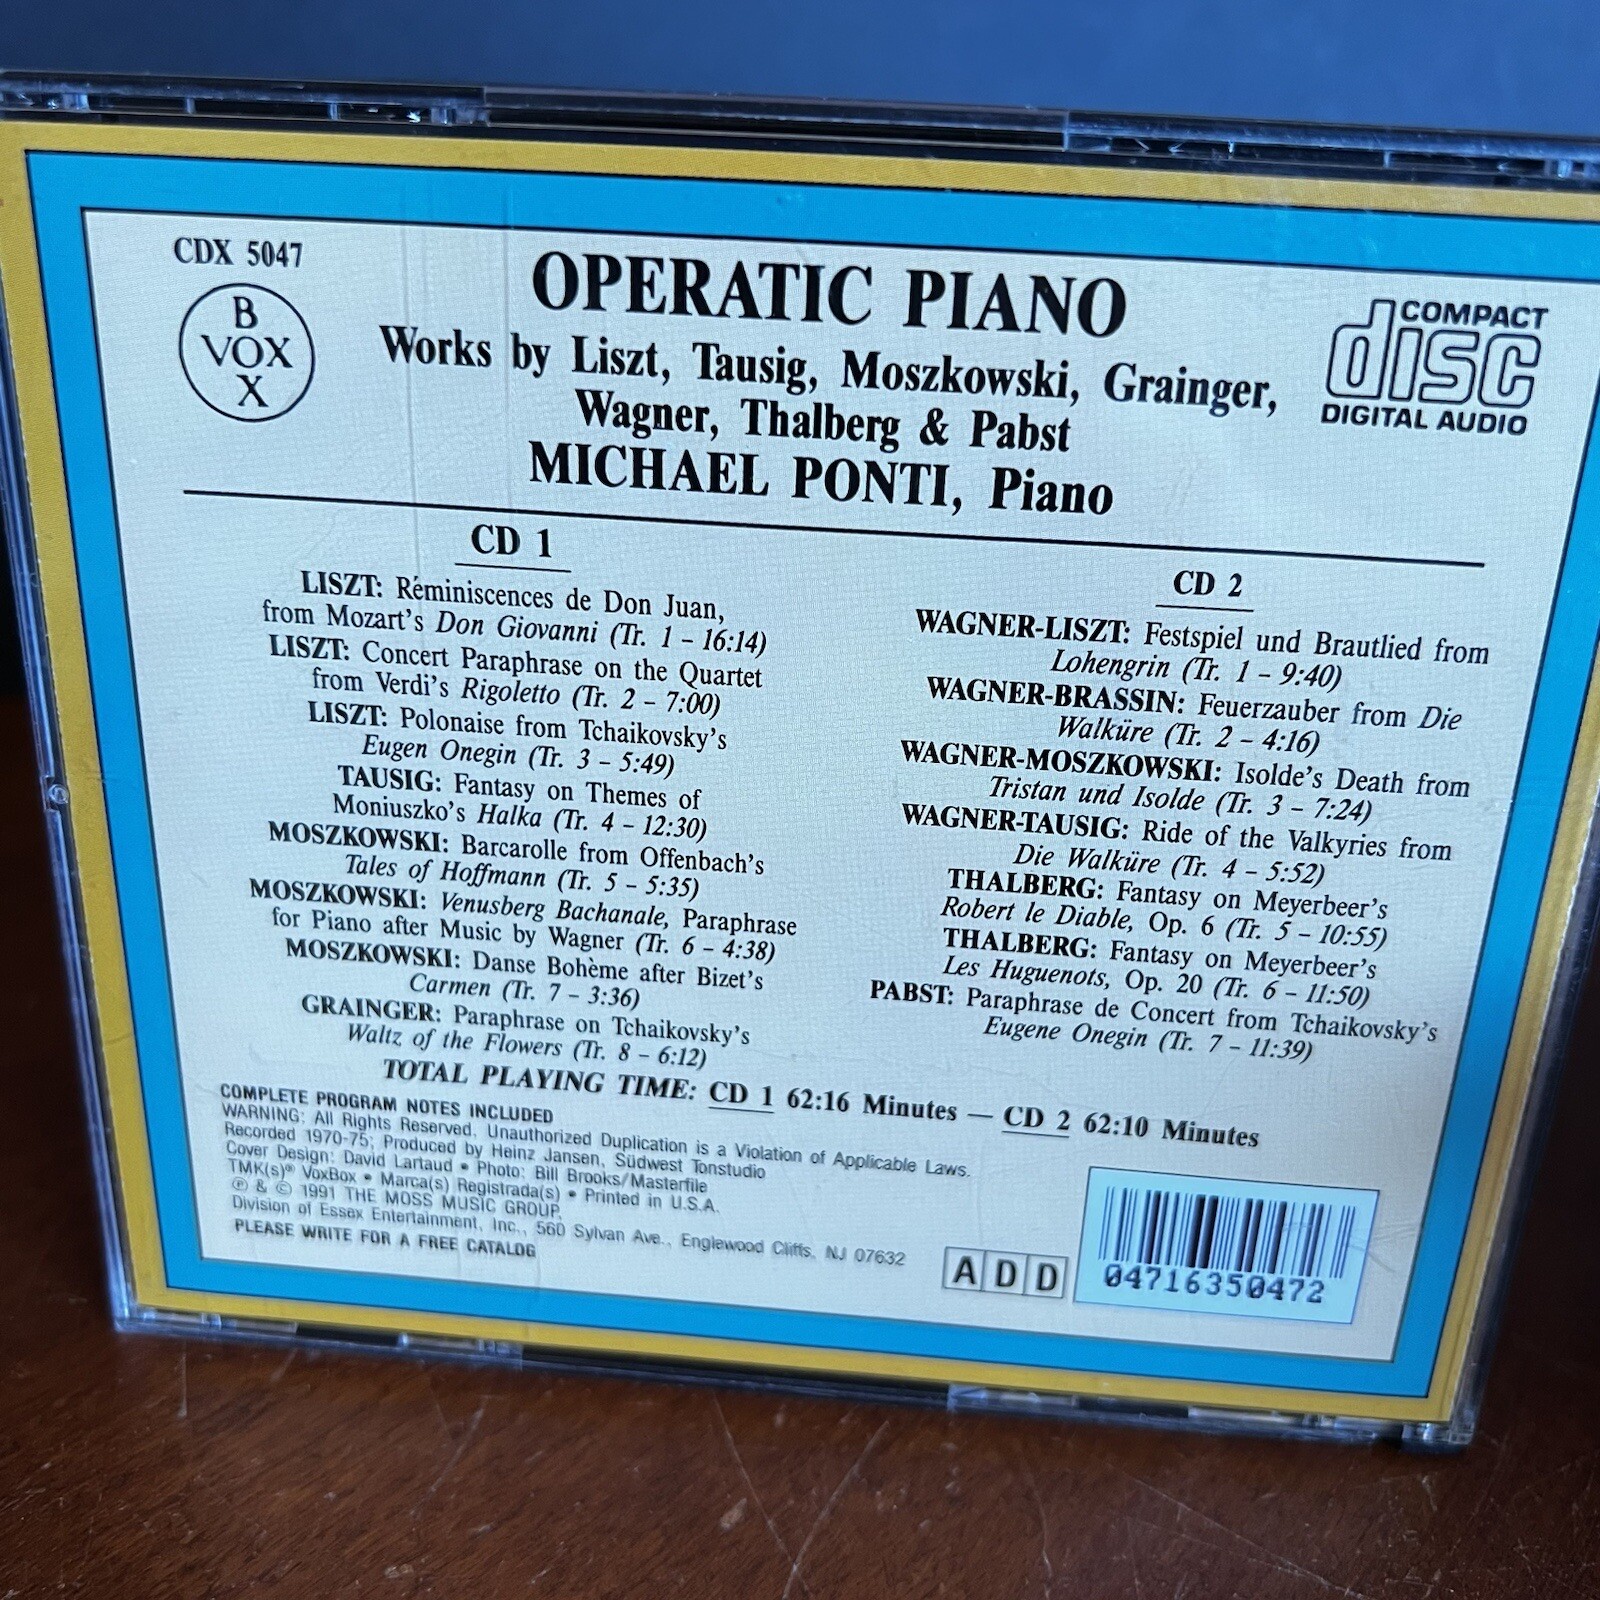 CDX 5047
B
VOX
X
OPERATIC PIANO
Works by Liszt, Tausig, Moszkowski, Grainger,
Wagner, Thalberg & Pabst
MICHAEL PONTI, Piano
COMPACT
disc
DIGITAL AUDIO
CD 1
LISZT: Réminiscences de Don Juan,
from Mozart's Don Giovanni (Tr. 1 - 16:14)
LISZT: Concert Paraphrase on the Quartet
from Verdi's Rigoletto (Tr. 2 - 7:00)
LISZT: Polonaise from Tchaikovsky's
Eugen Onegin (Tr. 3 - 5:49)
TAUSIG: Fantasy on Themes of
Moniuszko's Halka (Tr. 4 - 12:30)
MOSZKOWSKI: Barcarolle from Offenbach's
Tales of Hoffmann (Tr. 5 - 5:35)
MOSZKOWSKI: Venusberg Bachanale, Paraphrase
for Piano after Music by Wagner (Tr. 6 - 4:38)
MOSZKOWSKI: Danse Bohème after Bizet's
Carmen (Tr. 7 - 3:36)
GRAINGER: Paraphrase on Tchaikovsky's
Waltz of the Flowers (Tr. 8 - 6:12)
CD 2
WAGNER-LISZT: Festspiel und Brautlied from
Lohengrin (Tr. 1 - 9:40)
WAGNER-BRASSIN: Feuerzauber from Die
Walküre (Tr. 2 - 4:16)
WAGNER-MOSZKOWSKI: Isolde's Death from
Tristan und Isolde (Tr. 3 - 7:24)
WAGNER-TAUSIG: Ride of the Valkyries from
Die Walküre (Tr. 4 - 5:52)
THALBERG: Fantasy on Meyerbeer's
Robert le Diable, Op. 6 (Tr. 5 - 10:55)
THALBERG: Fantasy on Meyerbeer's
Les Huguenots, Op. 20 (Tr. 6 - 11:50)
PABST: Paraphrase de Concert from Tchaikovsky's
Eugene Onegin (Tr. 7 - 11:39)
TOTAL PLAYING TIME: CD 1 62:16 Minutes — CD 2 62:10 Minutes
COMPLETE PROGRAM NOTES INCLUDED
WARNING: All Rights Reserved. Unauthorized Duplication is a Violation of Applicable Laws.
Recorded 1970-75; Produced by Heinz Jansen, Südwest Tonstudio
Cover Design: David Lartaud • Photo: Bill Brooks/Masterfile
TMK(s)® VoxBox • Marca(s) Registrada(s) • Printed in U.S.A.
℗ & © 1991 THE MOSS MUSIC GROUP,
Division of Essex Entertainment, Inc., 560 Sylvan Ave., Englewood Cliffs, NJ 07632
PLEASE WRITE FOR A FREE CATALOG
A D D
04716350472